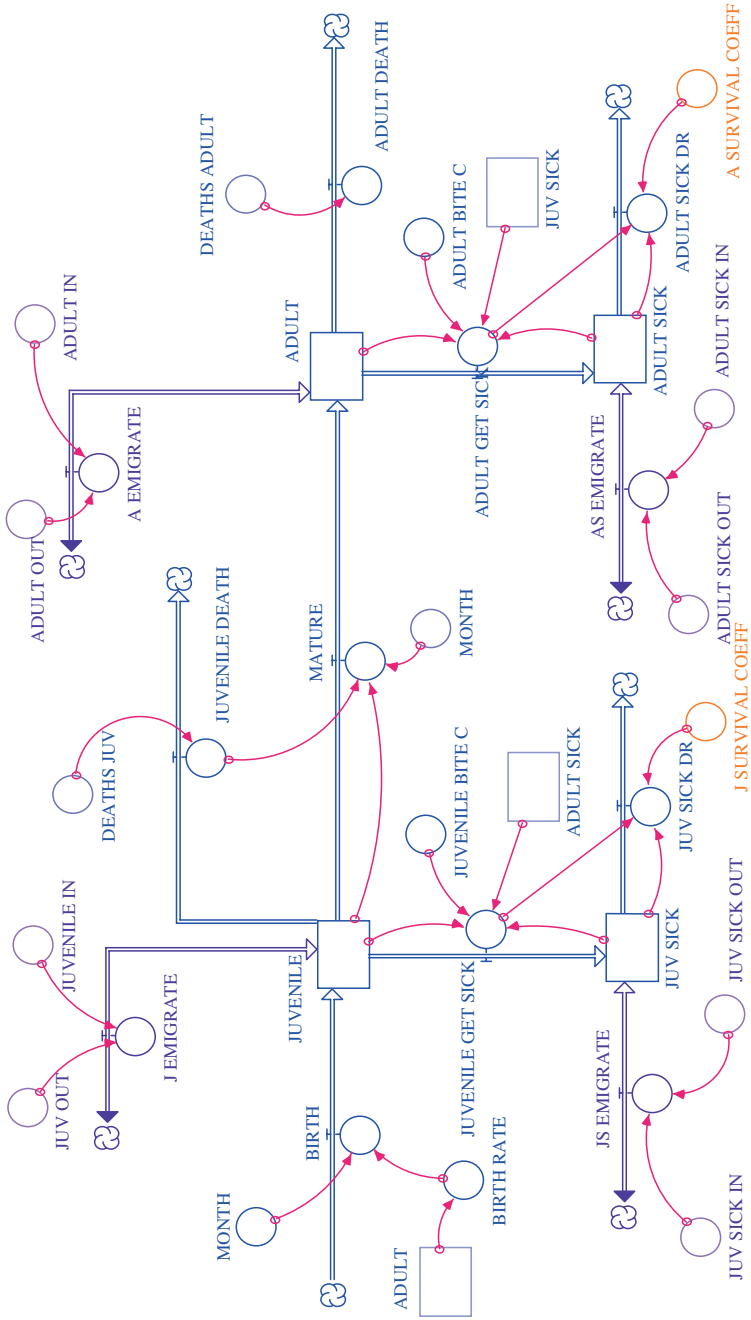 JUV OUT
JUVENILE IN
J EMIGRATE
DEATHS JUV
JUVENILE DEATH
ADULT OUT
ADULT IN
A EMIGRATE
DEATHS ADULT
ADULT DEATH
MONTH
BIRTH
JUVENILE
MATURE
ADULT
ADULT
BIRTH RATE
JUVENILE GET SICK
JUVENILE BITE C
ADULT SICK
MONTH
ADULT GET SICK
ADULT BITE C
JUV SICK
JS EMIGRATE
JUV SICK
JUV SICK DR
AS EMIGRATE
ADULT SICK
ADULT SICK DR
JUV SICK IN
JUV SICK OUT
J SURVIVAL COEFF
ADULT SICK OUT
ADULT SICK IN
A SURVIVAL COEFF